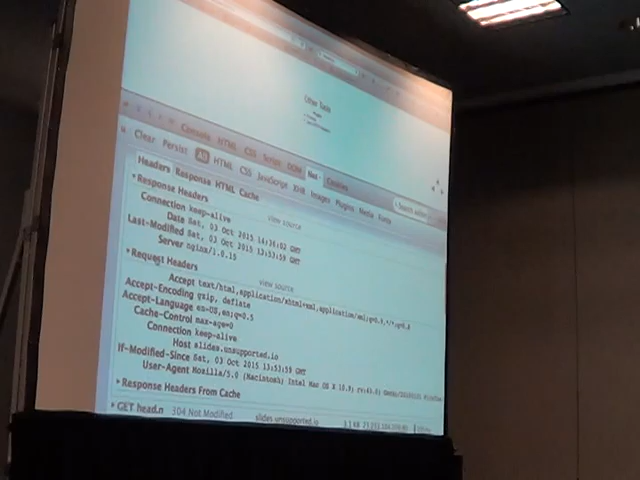 Other Tools
Console HTML CSS Script DOM Net Cookies
Clear Persist All HTML CSS JavaScript XHR Images Plugins Media Fonts
Headers Response HTML Cache
Response Headers view source
Connection keep-alive
Date Sat, 03 Oct 2015 14:36:02 GMT
Last-Modified Sat, 03 Oct 2015 13:53:59 GMT
Server nginx/1.0.15
Request Headers view source
Accept text/html,application/xhtml+xml,application/xml;q=0.9,*/*;q=0.8
Accept-Encoding gzip, deflate
Accept-Language en-US,en;q=0.5
Cache-Control max-age=0
Connection keep-alive
Host slides.unsupported.io
If-Modified-Since Sat, 03 Oct 2015 13:53:59 GMT
User-Agent Mozilla/5.0 (Macintosh; Intel Mac OS X 10.9;
Response Headers From Cache
GET head.n 304 Not Modified slides.unsupported.io